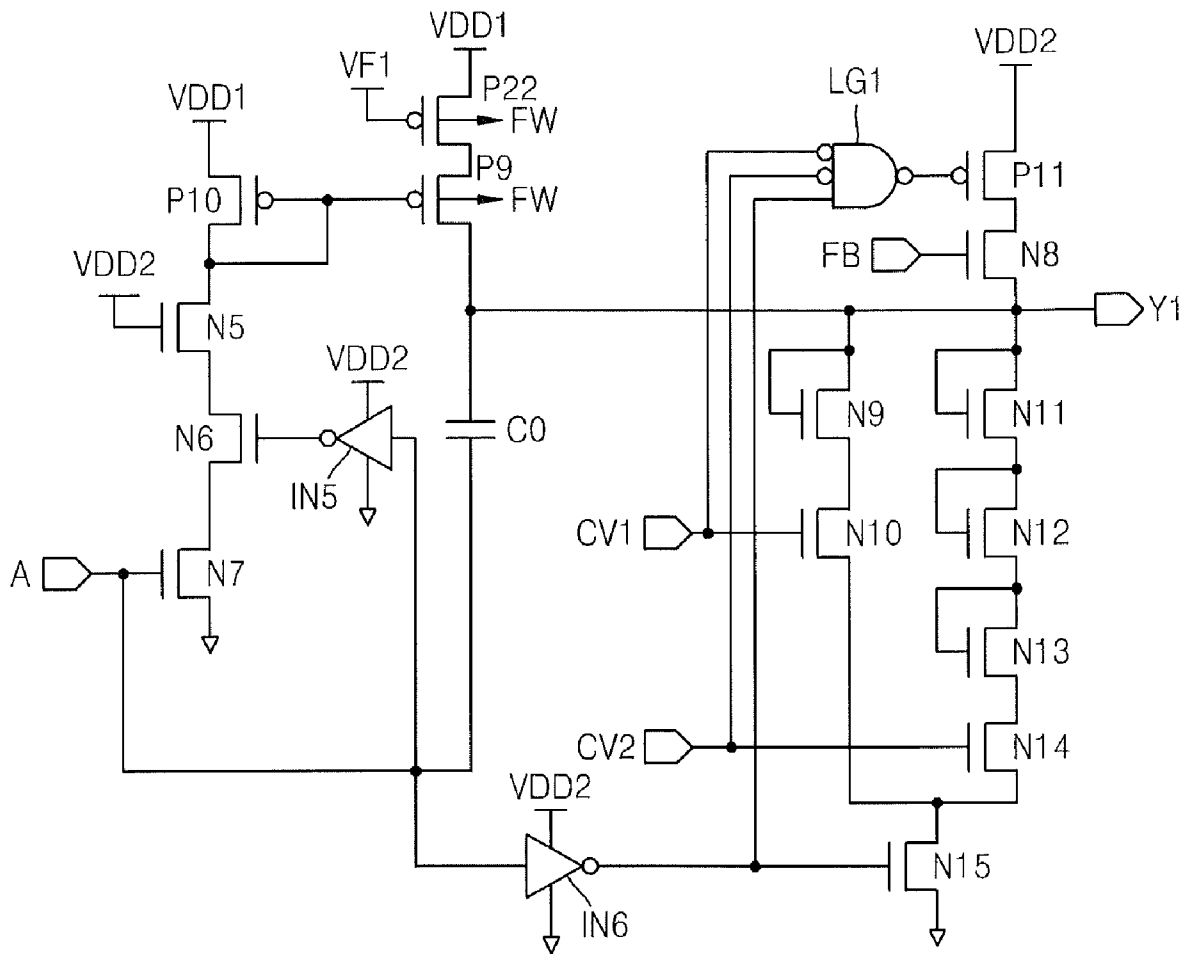 VDD1
VDD2
VF1
LG1
P22
VDD1
FW
P9
P10
FW
P11
FB
N8
VDD2
Y1
N5
VDD2
N9
N11
C0
N6
IN5
CV1
N10
N12
A
N7
N13
CV2
N14
VDD2
N15
IN6